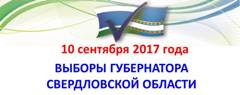 10 сентября 2017 года
ВЫБОРЫ ГУБЕРНАТОРА
СВЕРДЛОВСКОЙ ОБЛАСТИ